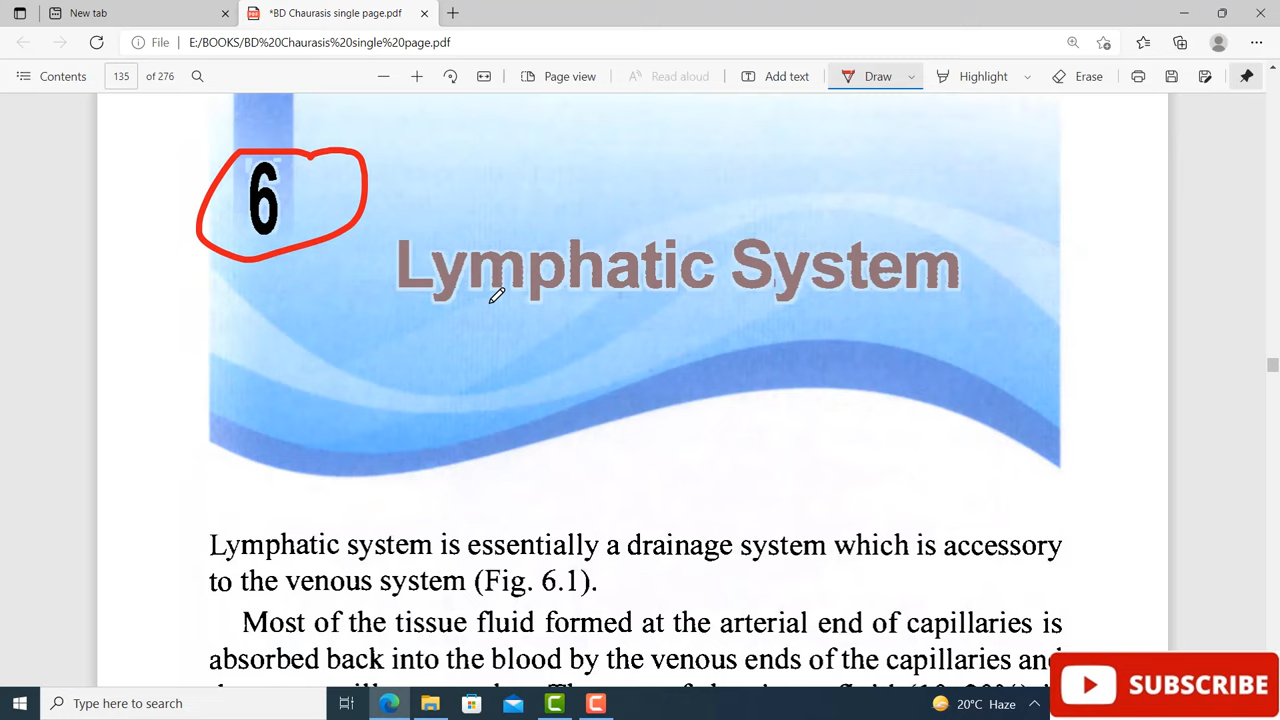 New tab
*BD Chaurasis single page.pdf
File E:/BOOKS/BD%20Chaurasis%20single%20page.pdf
Contents 135 of 276 Page view Read aloud Add text Draw Highlight Erase
6
Lymphatic System
Lymphatic system is essentially a drainage system which is accessory
to the venous system (Fig. 6.1).
Most of the tissue fluid formed at the arterial end of capillaries is
absorbed back into the blood by the venous ends of the capillaries and
SUBSCRIBE
Type here to search
20°C Haze